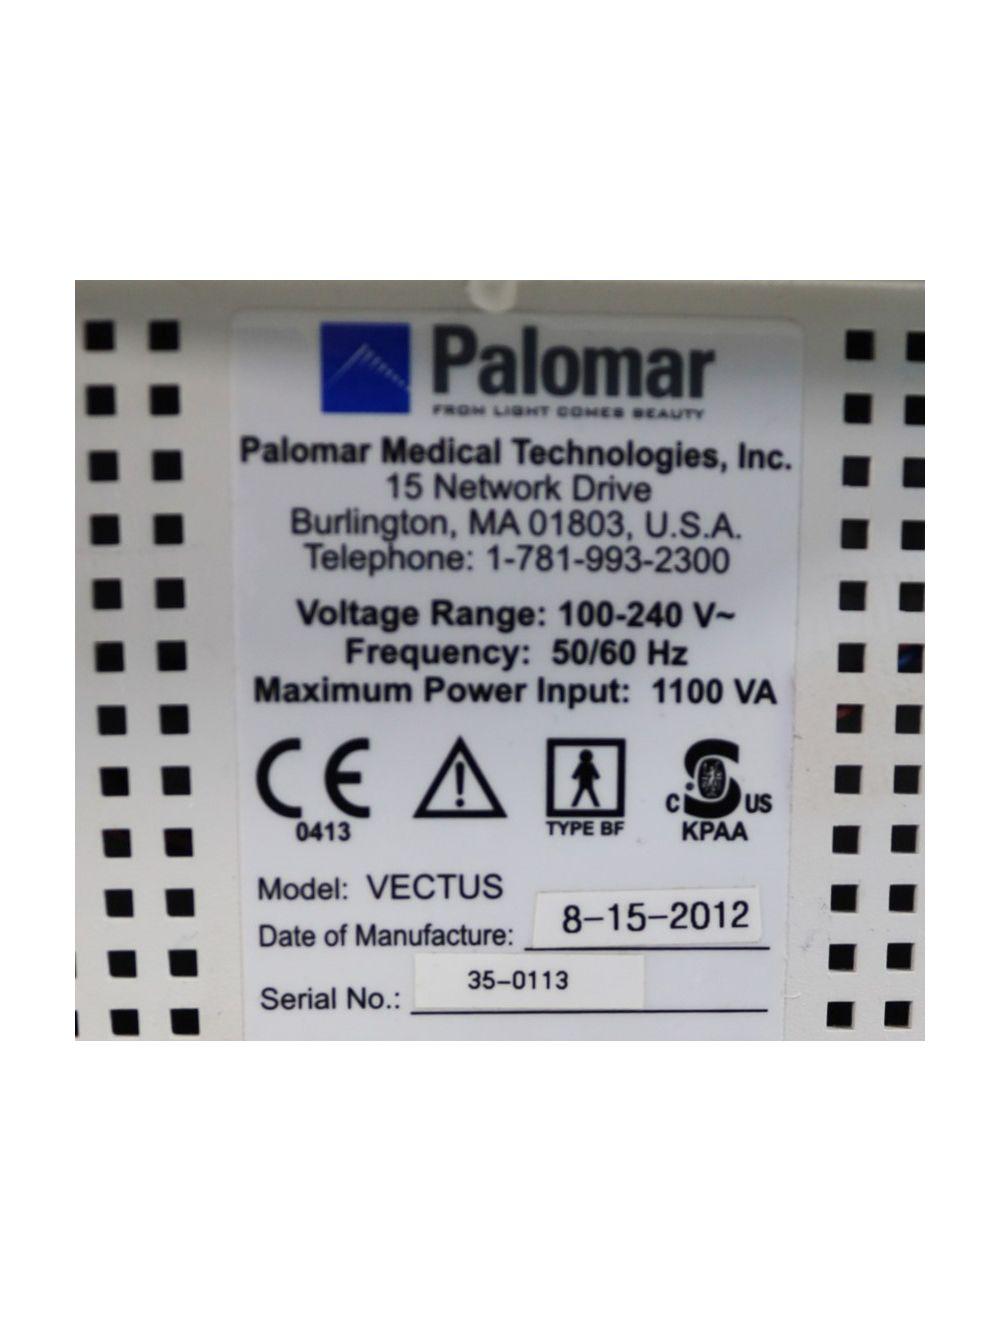 Palomar
FROM LIGHT COMES BEAUTY
Palomar Medical Technologies, Inc.
15 Network Drive
Burlington, MA 01803, U.S.A.
Telephone: 1-781-993-2300
Voltage Range: 100-240 V~
Frequency: 50/60 Hz
Maximum Power Input: 1100 VA
CE
0413
!
TYPE BF
C S US
KPAA
Model: VECTUS
Date of Manufacture: 8-15-2012
Serial No.: 35-0113